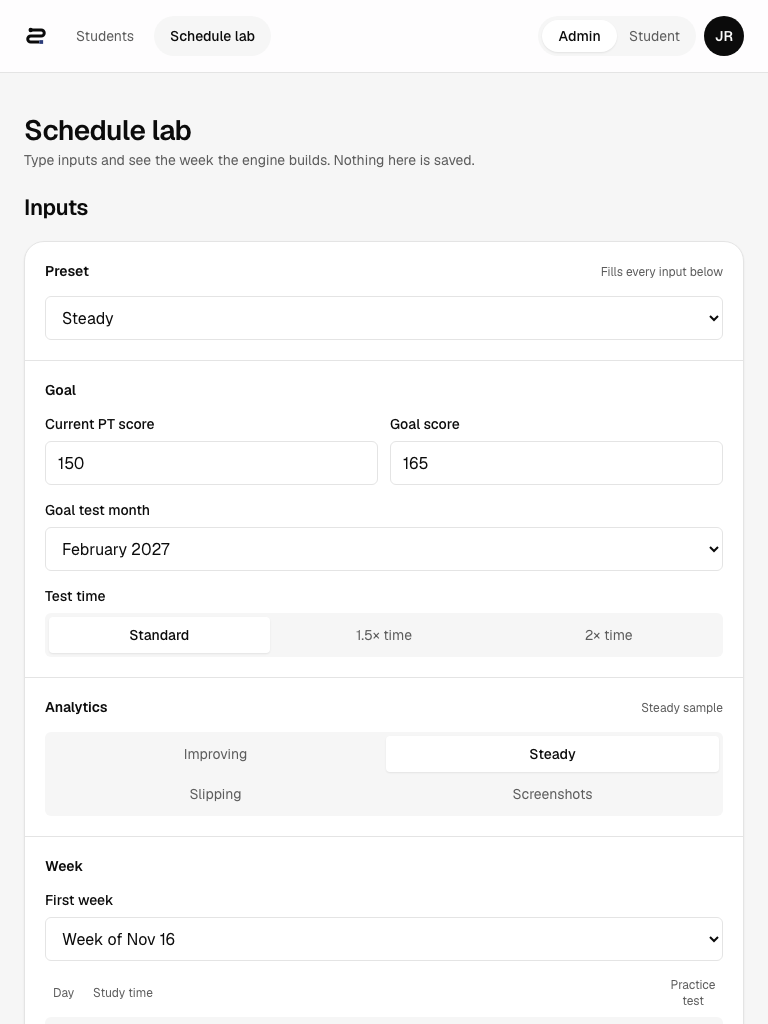 Students
Schedule lab
Admin
Student
JR
Schedule lab
Type inputs and see the week the engine builds. Nothing here is saved.
Inputs
Preset
Fills every input below
Steady
Goal
Current PT score
Goal score
150
165
Goal test month
February 2027
Test time
Standard
1.5× time
2× time
Analytics
Steady sample
Improving
Steady
Slipping
Screenshots
Week
First week
Week of Nov 16
Day
Study time
Practice
test